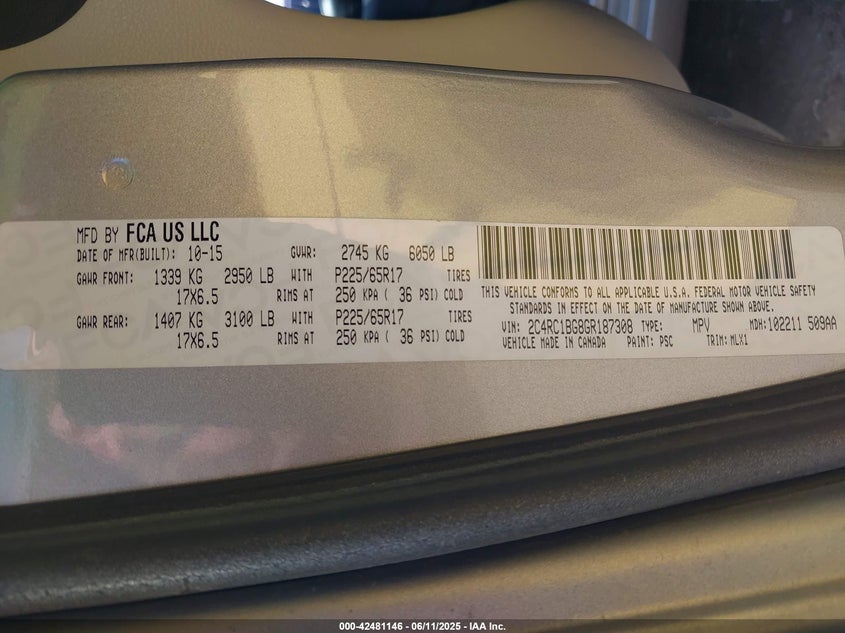 MFD BY FCA US LLC
DATE OF MFR(BUILT): 10-15 GVWR: 2745 KG 6050 LB
GAWR FRONT: 1339 KG 2950 LB WITH P225/65R17 TIRES
17X6.5 RIMS AT 250 KPA ( 36 PSI) COLD
GAWR REAR: 1407 KG 3100 LB WITH P225/65R17 TIRES
17X6.5 RIMS AT 250 KPA ( 36 PSI) COLD
THIS VEHICLE CONFORMS TO ALL APPLICABLE U.S.A. FEDERAL MOTOR VEHICLE SAFETY
STANDARDS IN EFFECT ON THE DATE OF MANUFACTURE SHOWN ABOVE.
VIN: 2C4RC1BG8GR187308 TYPE: MPV MDH: 102211 509AA
VEHICLE MADE IN CANADA PAINT: PSC TRIM: MLX1
000-42481146 - 06/11/2025 - IAA Inc.